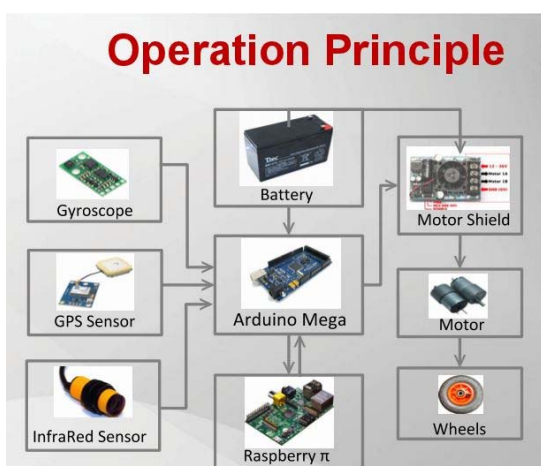 Operation Principle
Battery
Gyroscope
Motor Shield
GPS Sensor
Arduino Mega
Motor
InfraRed Sensor
Raspberry π
Wheels